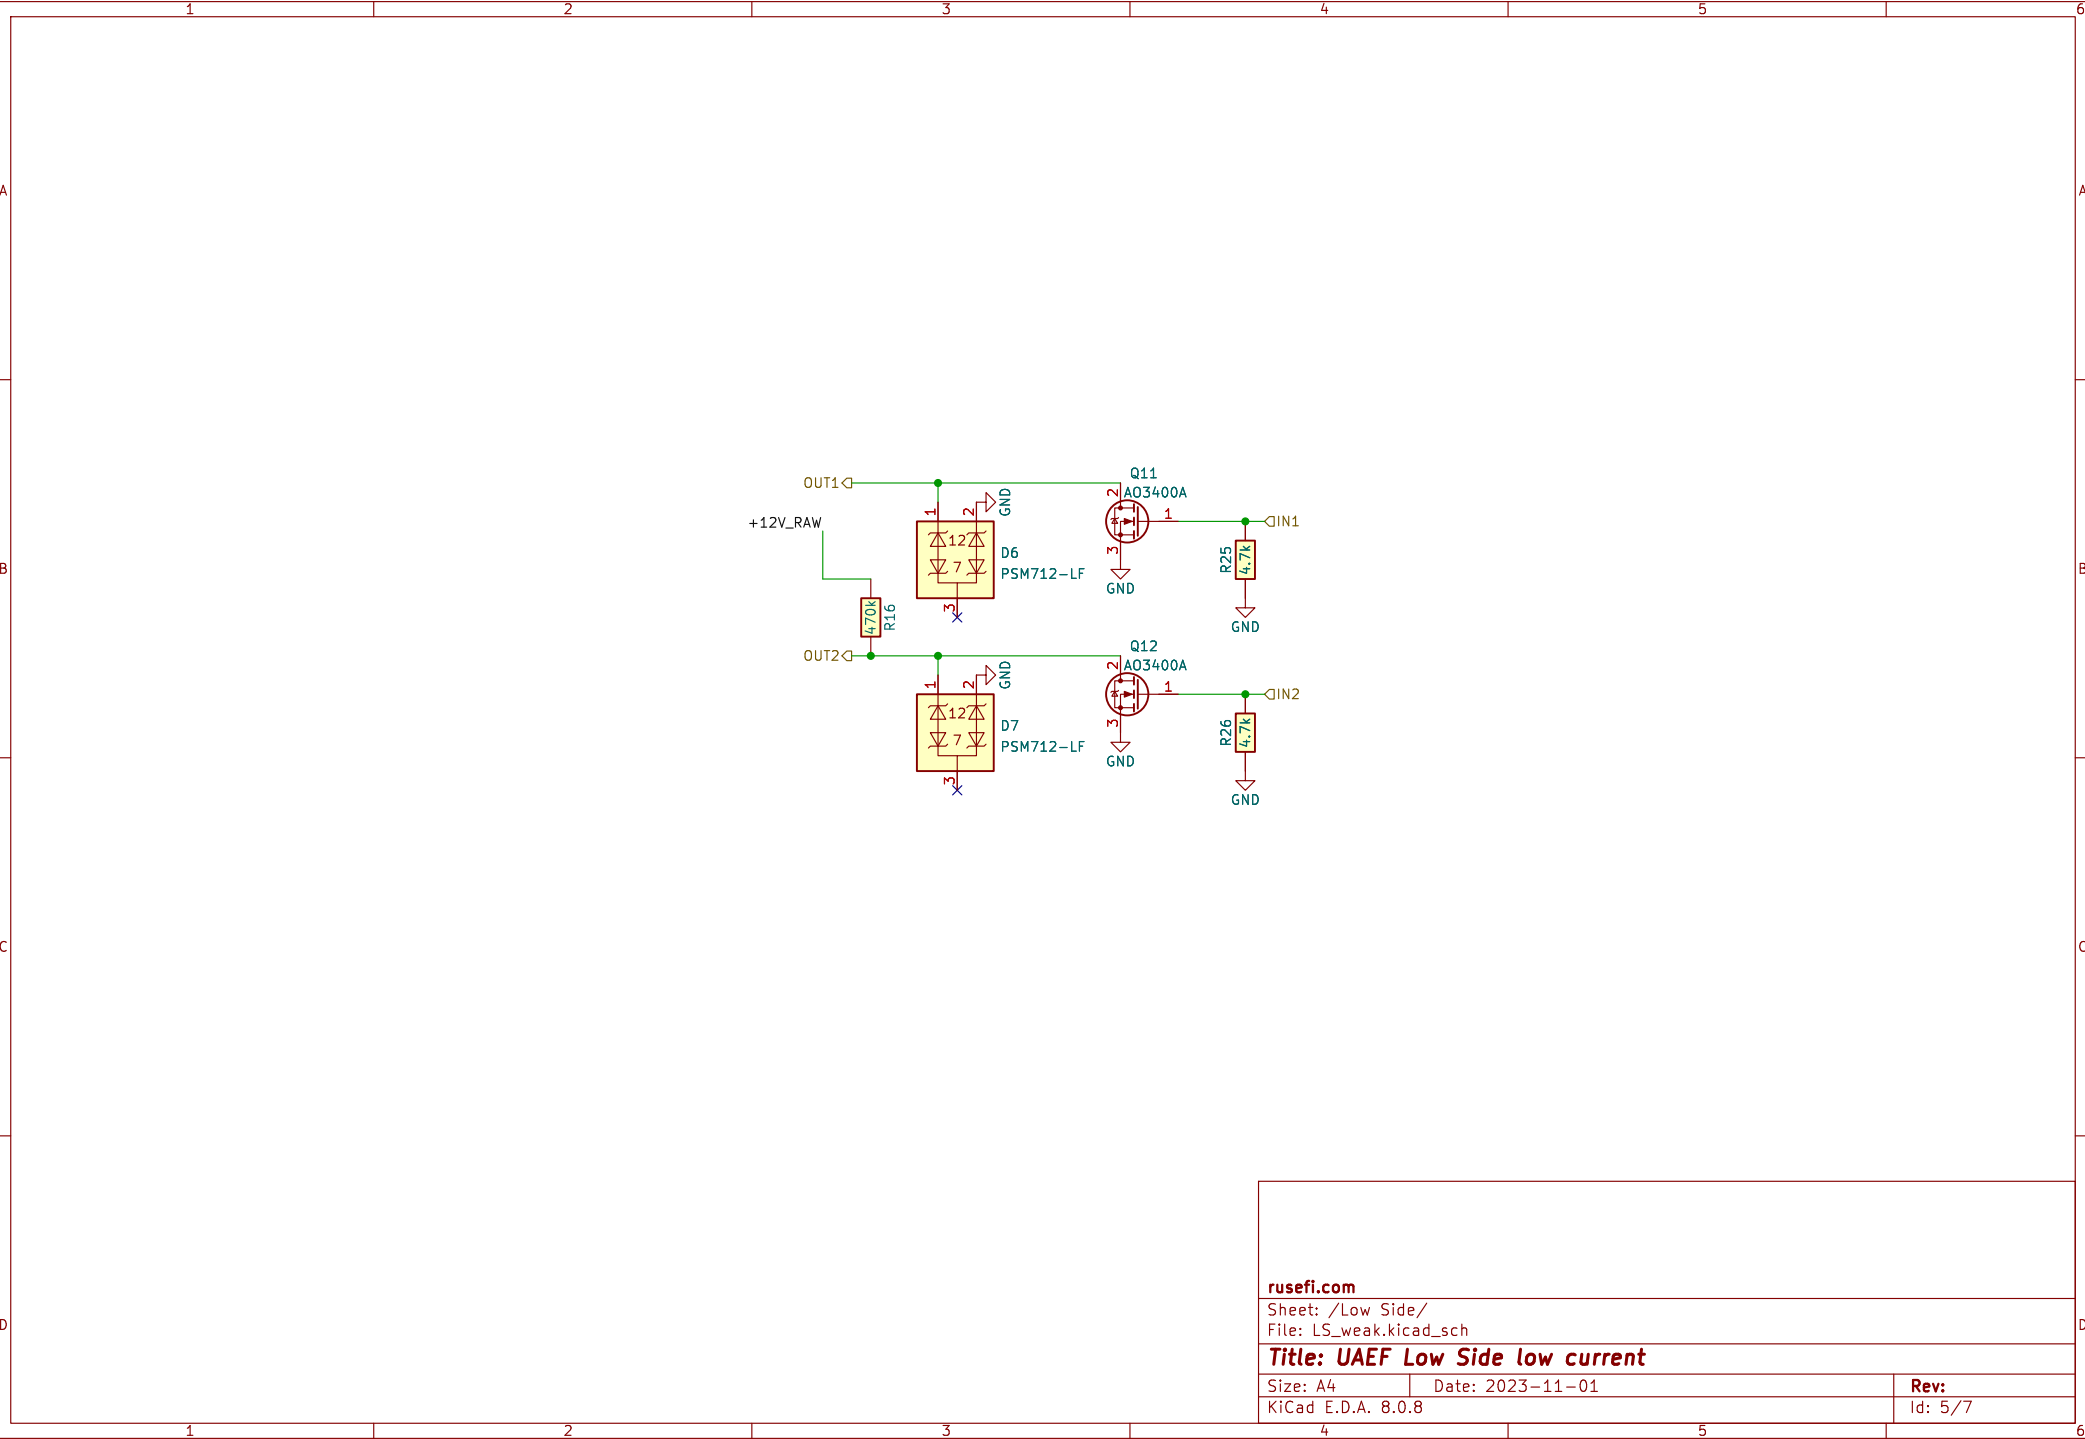 1 2 3 4 5 6
A A
OUT1
Q11
AO3400A
2
1
3
GND
IN1
R25
4.7k
GND
+12V_RAW
1
2
GND
12
7
D6
PSM712-LF
3
470k
R16
OUT2
Q12
AO3400A
2
1
3
GND
IN2
R26
4.7k
GND
1
2
GND
12
7
D7
PSM712-LF
3
B B
C C
D D
rusefi.com
Sheet: /Low Side/
File: LS_weak.kicad_sch
Title: UAEF Low Side low current
Size: A4 Date: 2023-11-01 Rev:
KiCad E.D.A. 8.0.8 Id: 5/7
1 2 3 4 5 6